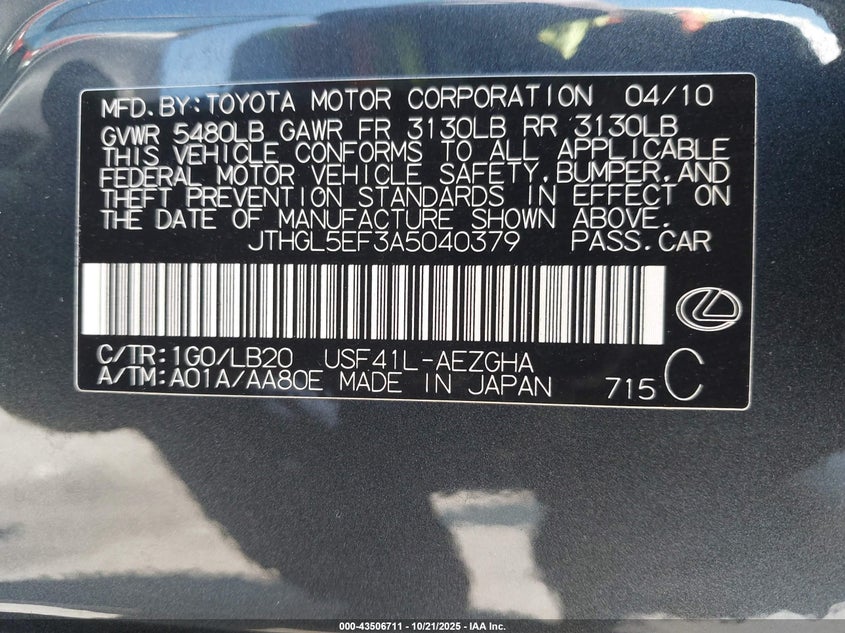 MFD.BY:TOYOTA MOTOR CORPORATION 04/10
GVWR 5480LB GAWR FR 3130LB RR 3130LB
THIS VEHICLE CONFORMS TO ALL APPLICABLE
FEDERAL MOTOR VEHICLE SAFETY,BUMPER,AND
THEFT PREVENTION STANDARDS IN EFFECT ON
THE DATE OF MANUFACTURE SHOWN ABOVE.
JTHGL5EF3A5040379 PASS.CAR
C/TR:1G0/LB20 USF41L-AEZGHA
A/TM:A01A/AA80E MADE IN JAPAN 715 C
000-43506711 - 10/21/2025 - IAA Inc.